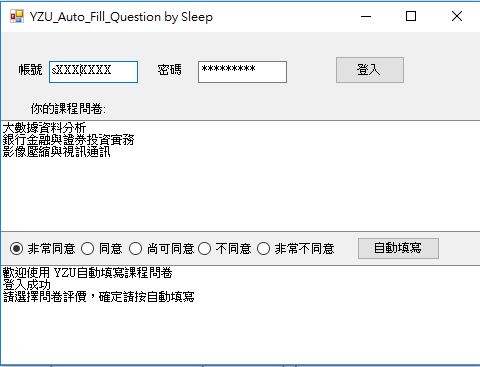 YZU_Auto_Fill_Question by Sleep
帳號 sXXXXXXX 密碼 ********* 登入
你的課程問卷:
大數據資料分析
銀行金融與證券投資實務
影像壓縮與視訊通訊
非常同意 同意 尚可同意 不同意 非常不同意 自動填寫
歡迎使用 YZU自動填寫課程問卷
登入成功
請選擇問卷評價，確定請按自動填寫